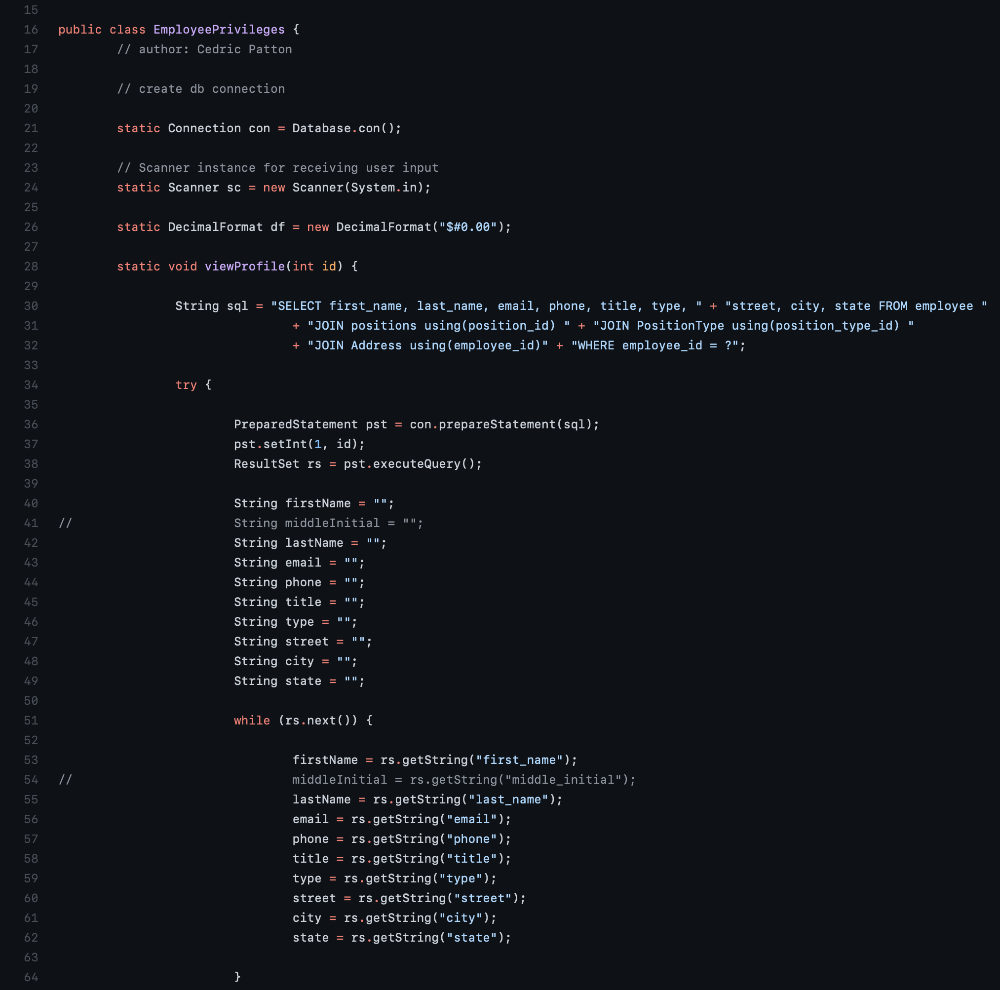 15
16 public class EmployeePrivileges {
17 // author: Cedric Patton
18
19 // create db connection
20
21 static Connection con = Database.con();
22
23 // Scanner instance for receiving user input
24 static Scanner sc = new Scanner(System.in);
25
26 static DecimalFormat df = new DecimalFormat("$#0.00");
27
28 static void viewProfile(int id) {
29
30 String sql = "SELECT first_name, last_name, email, phone, title, type, " + "street, city, state FROM employee "
31 + "JOIN positions using(position_id) " + "JOIN PositionType using(position_type_id) "
32 + "JOIN Address using(employee_id)" + "WHERE employee_id = ?";
33
34 try {
35
36 PreparedStatement pst = con.prepareStatement(sql);
37 pst.setInt(1, id);
38 ResultSet rs = pst.executeQuery();
39
40 String firstName = "";
41 // String middleInitial = "";
42 String lastName = "";
43 String email = "";
44 String phone = "";
45 String title = "";
46 String type = "";
47 String street = "";
48 String city = "";
49 String state = "";
50
51 while (rs.next()) {
52
53 firstName = rs.getString("first_name");
54 // middleInitial = rs.getString("middle_initial");
55 lastName = rs.getString("last_name");
56 email = rs.getString("email");
57 phone = rs.getString("phone");
58 title = rs.getString("title");
59 type = rs.getString("type");
60 street = rs.getString("street");
61 city = rs.getString("city");
62 state = rs.getString("state");
63
64 }